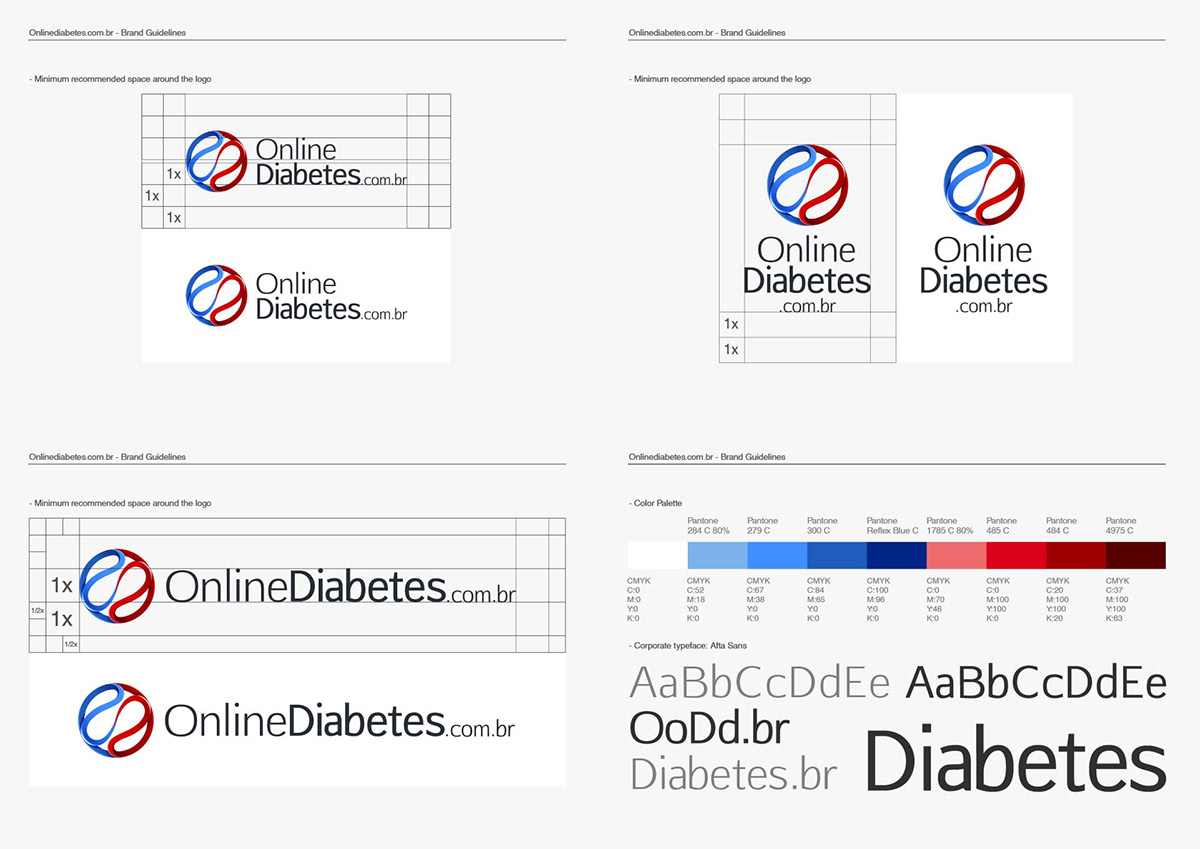 Onlinediabetes.com.br - Brand Guidelines
- Minimum recommended space around the logo
Online
Diabetes.com.br
1x
1x
1x
Online
Diabetes.com.br
Onlinediabetes.com.br - Brand Guidelines
- Minimum recommended space around the logo
Online
Diabetes
.com.br
1x
1x
Online
Diabetes
.com.br
Onlinediabetes.com.br - Brand Guidelines
- Minimum recommended space around the logo
OnlineDiabetes.com.br
1x
1/2x
1x
1/2x
OnlineDiabetes.com.br
Onlinediabetes.com.br - Brand Guidelines
- Color Palette
Pantone Pantone Pantone Pantone Pantone Pantone Pantone Pantone
284 C 80% 279 C 300 C Reflex Blue C 1785 C 80% 485 C 484 C 4975 C
CMYK CMYK CMYK CMYK CMYK CMYK CMYK CMYK CMYK
C:0 C:52 C:67 C:84 C:100 C:0 C:0 C:20 C:37
M:0 M:18 M:38 M:65 M:96 M:70 M:100 M:100 M:100
Y:0 Y:0 Y:0 Y:0 Y:0 Y:46 Y:100 Y:100 Y:100
K:0 K:0 K:0 K:0 K:0 K:0 K:0 K:20 K:63
- Corporate typeface: Afta Sans
AaBbCcDdEe AaBbCcDdEe
OoDd.br
Diabetes.br
Diabetes